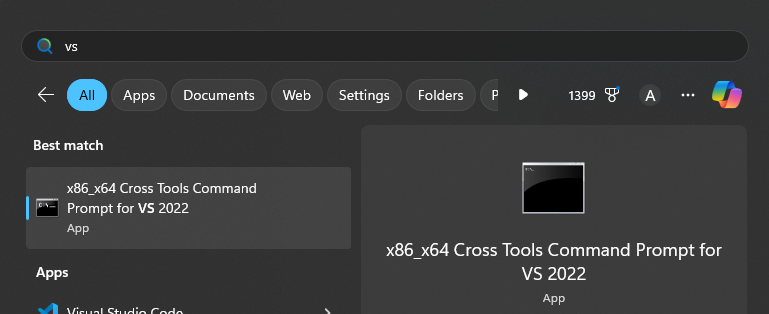 vs
All Apps Documents Web Settings Folders P 1399 A
Best match
x86_x64 Cross Tools Command
Prompt for VS 2022
App
Apps
Visual Studio Code
x86_x64 Cross Tools Command Prompt for
VS 2022
App